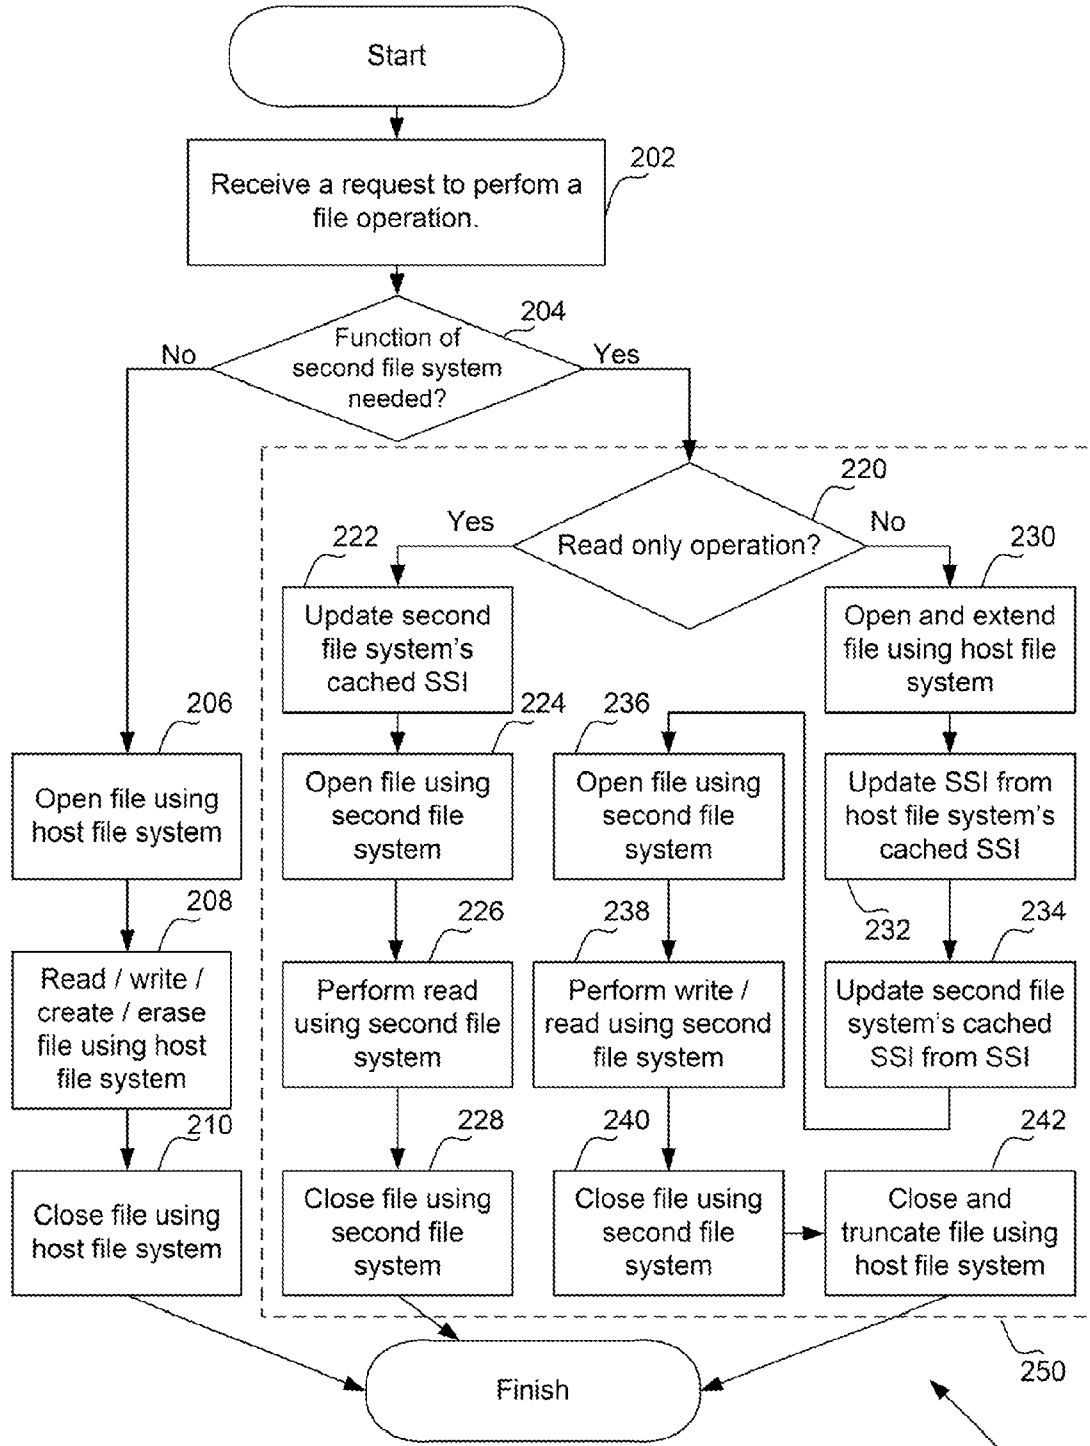 Start
202
Receive a request to perfom a
file operation.
204
Function of
second file system
needed?
No
Yes
220
Read only operation?
Yes
No
222
Update second
file system's
cached SSI
230
Open and extend
file using host file
system
206
Open file using
host file system
224
Open file using
second file
system
236
Open file using
second file
system
Update SSI from
host file system's
cached SSI
232
208
Read / write /
create / erase
file using host
file system
226
Perform read
using second file
system
238
Perform write /
read using second
file system
234
Update second file
system's cached
SSI from SSI
210
Close file using
host file system
228
Close file using
second file
system
240
Close file using
second file
system
242
Close and
truncate file using
host file system
250
Finish